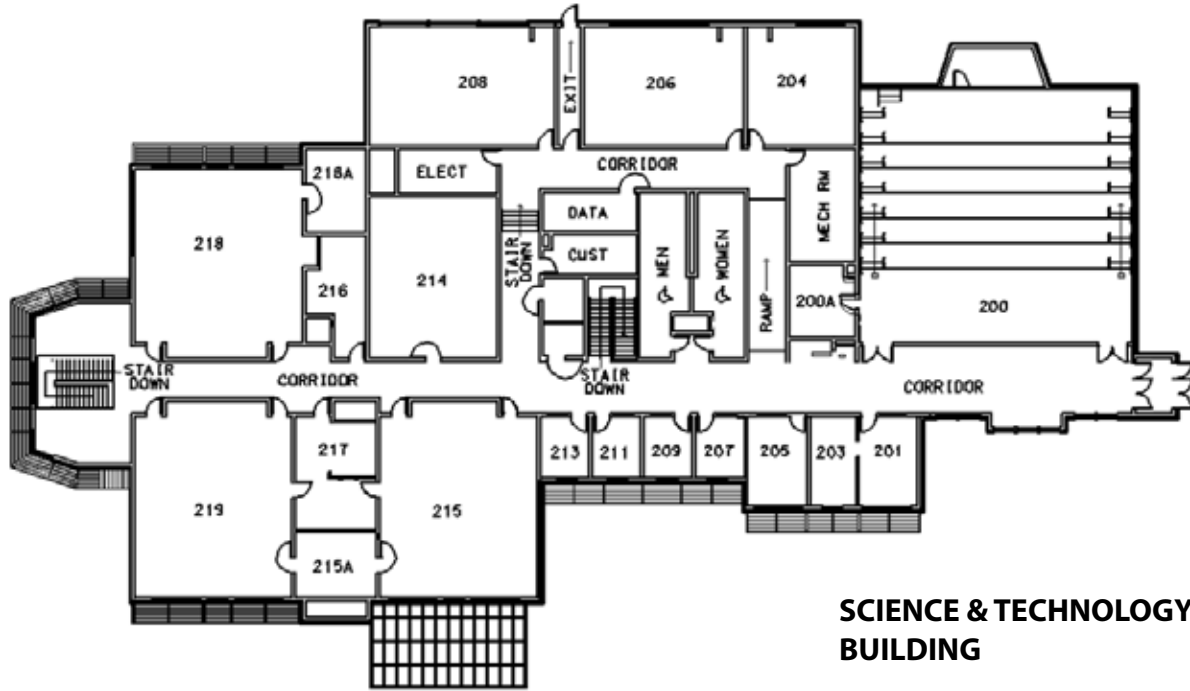 208
EXIT
206
204
CORRIDOR
218A
ELECT
DATA
MECH RM
218
STAIR
DOWN
CUST
MEN
WOMEN
216
214
RAMP
200A
200
STAIR
DOWN
CORRIDOR
STAIR
DOWN
CORRIDOR
217
213
211
209
207
205
203
201
219
215
215A
SCIENCE & TECHNOLOGY
BUILDING